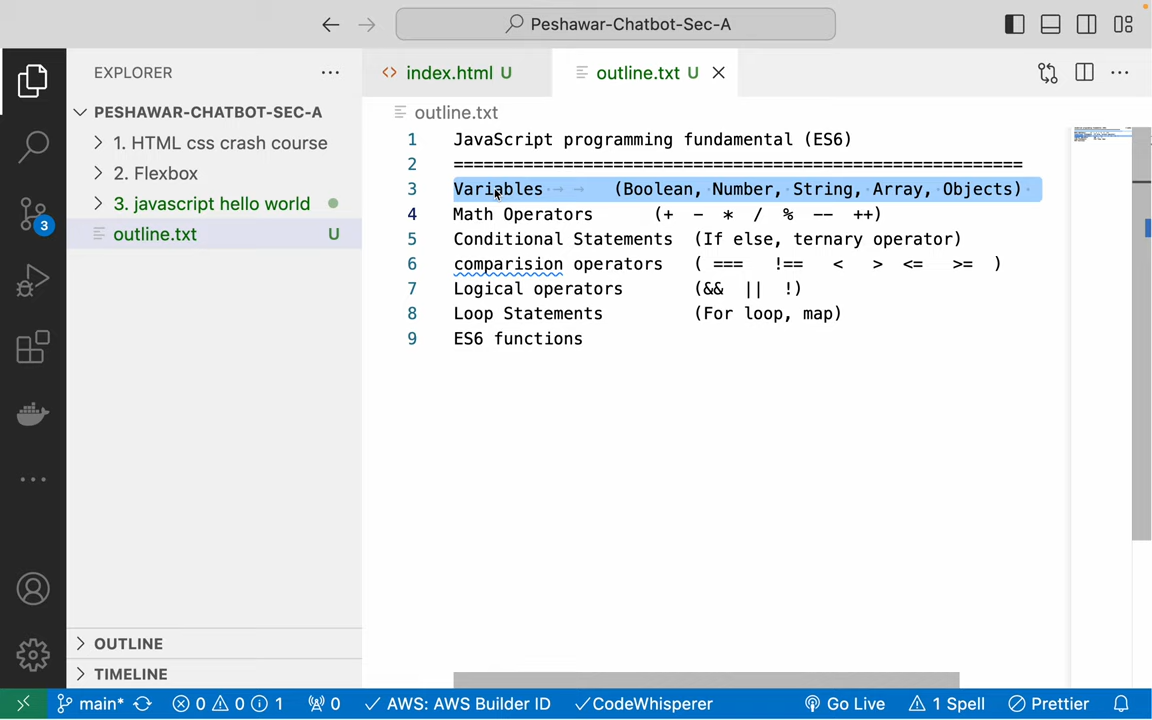 Peshawar-Chatbot-Sec-A
EXPLORER
PESHAWAR-CHATBOT-SEC-A
1. HTML css crash course
2. Flexbox
3. javascript hello world
outline.txt U
3
OUTLINE
TIMELINE
index.html U
outline.txt U
outline.txt
1 JavaScript programming fundamental (ES6)
2 =========================================================
3 Variables (Boolean, Number, String, Array, Objects)
4 Math Operators (+ - * / % -- ++)
5 Conditional Statements (If else, ternary operator)
6 comparision operators ( === !== < > <= >= )
7 Logical operators (&& || !)
8 Loop Statements (For loop, map)
9 ES6 functions
main* 0 0 1 0 AWS: AWS Builder ID CodeWhisperer Go Live 1 Spell Prettier